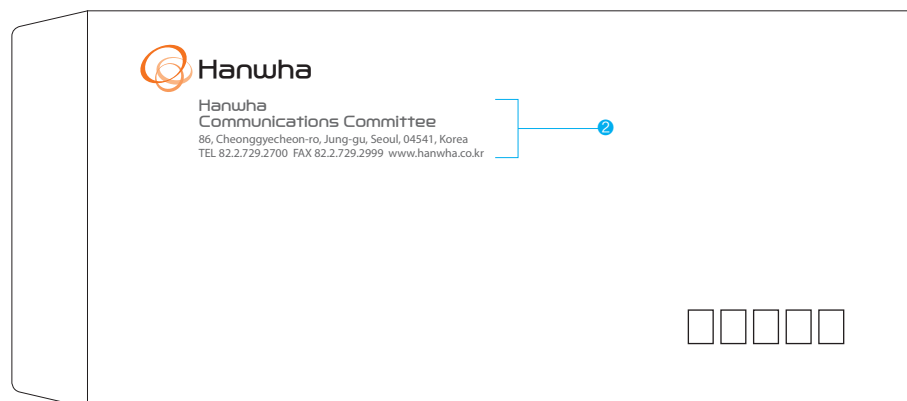 Hanwha
Hanwha
Communications Committee
86, Cheonggyecheon-ro, Jung-gu, Seoul, 04541, Korea
TEL 82.2.729.2700 FAX 82.2.729.2999 www.hanwha.co.kr
2